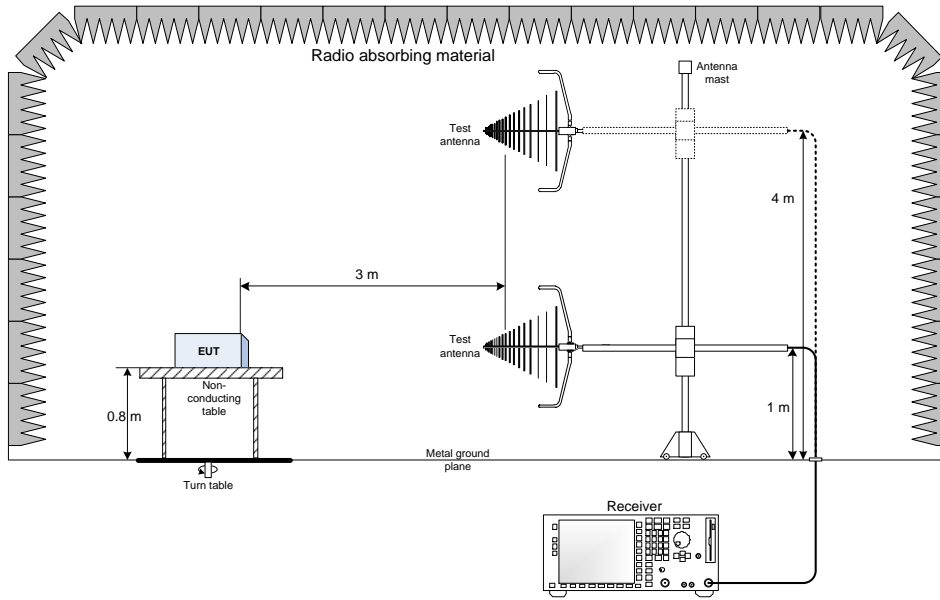 Radio absorbing material
Antenna
mast
Test
antenna
4 m
3 m
EUT
Test
antenna
Non-
conducting
table
0.8 m
1 m
Metal ground
plane
Turn table
Receiver